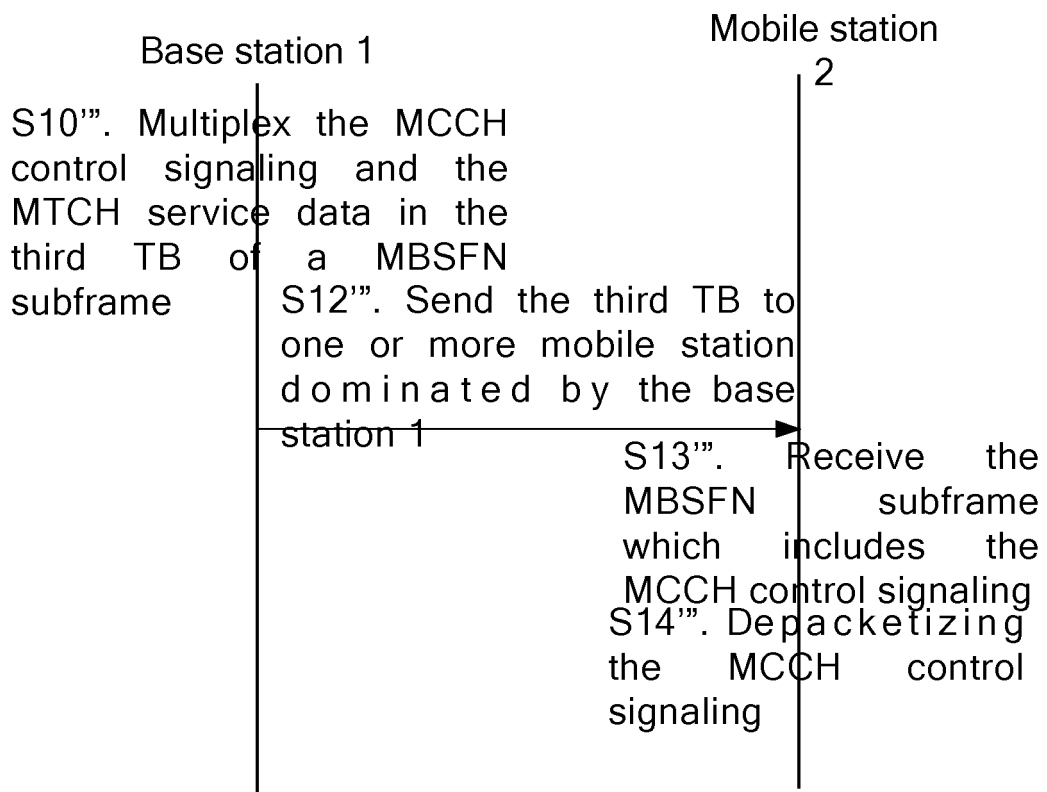 Base station 1
Mobile station
2
S10'". Multiplex the MCCH
control signaling and the
MTCH service data in the
third TB of a MBSFN
subframe
S12'". Send the third TB to
one or more mobile station
dominated by the base
station 1
S13'". Receive the
MBSFN subframe
which includes the
MCCH control signaling
S14'". Depacketizing
the MCCH control
signaling